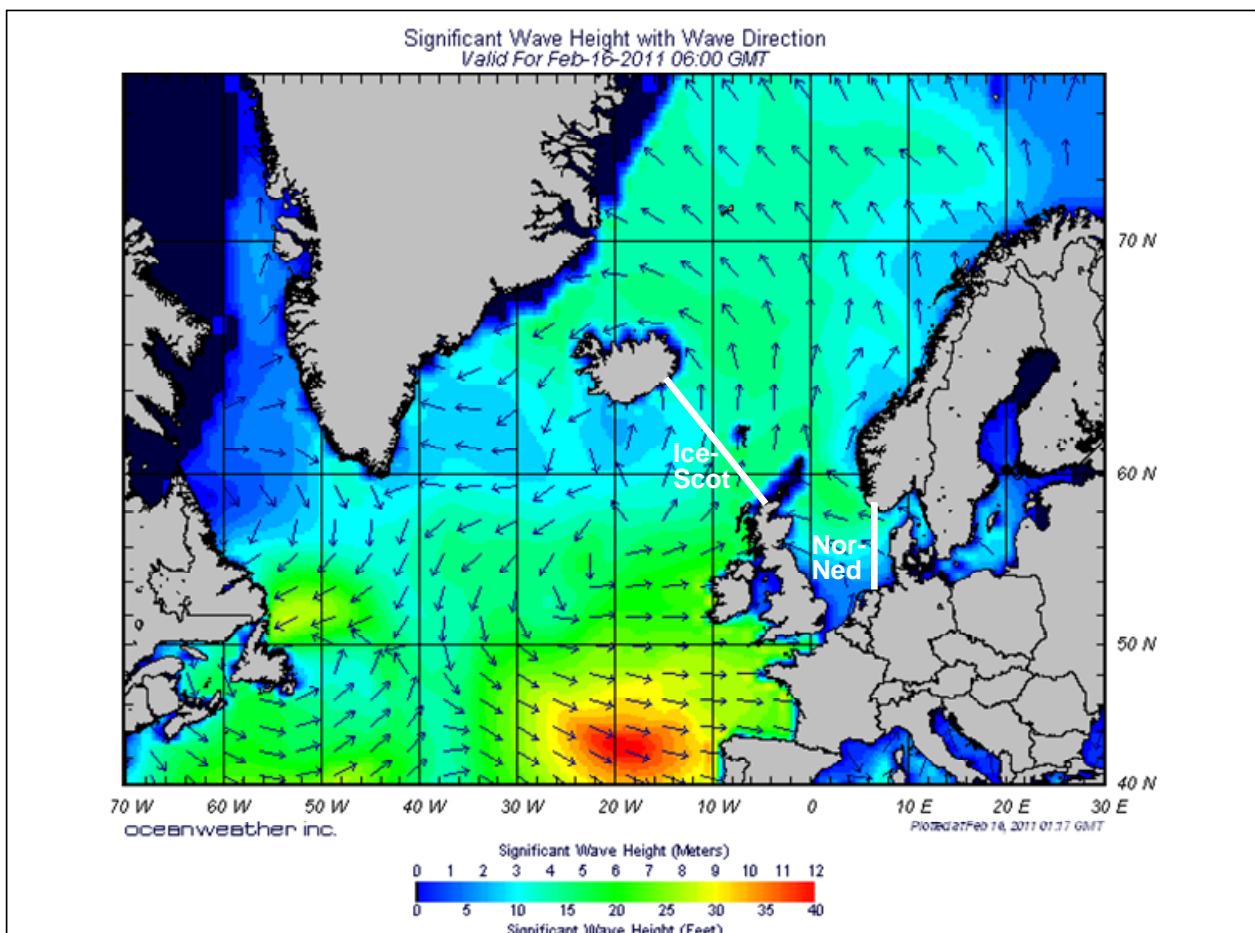 Significant Wave Height with Wave Direction
Valid For Feb-16-2011 06:00 GMT
70 N
Ice-
Scot
60 N
Nor-
Ned
50 N
40 N
70 W 60 W 50 W 40 W 30 W 20 W 10 W 0 10 E 20 E 30 E
oceanweather inc.
Plotted at Feb 16, 2011 01:17 GMT
Significant Wave Height (Meters)
0 1 2 3 4 5 6 7 8 9 10 11 12
0 5 10 15 20 25 30 35 40
Significant Wave Height (Feet)